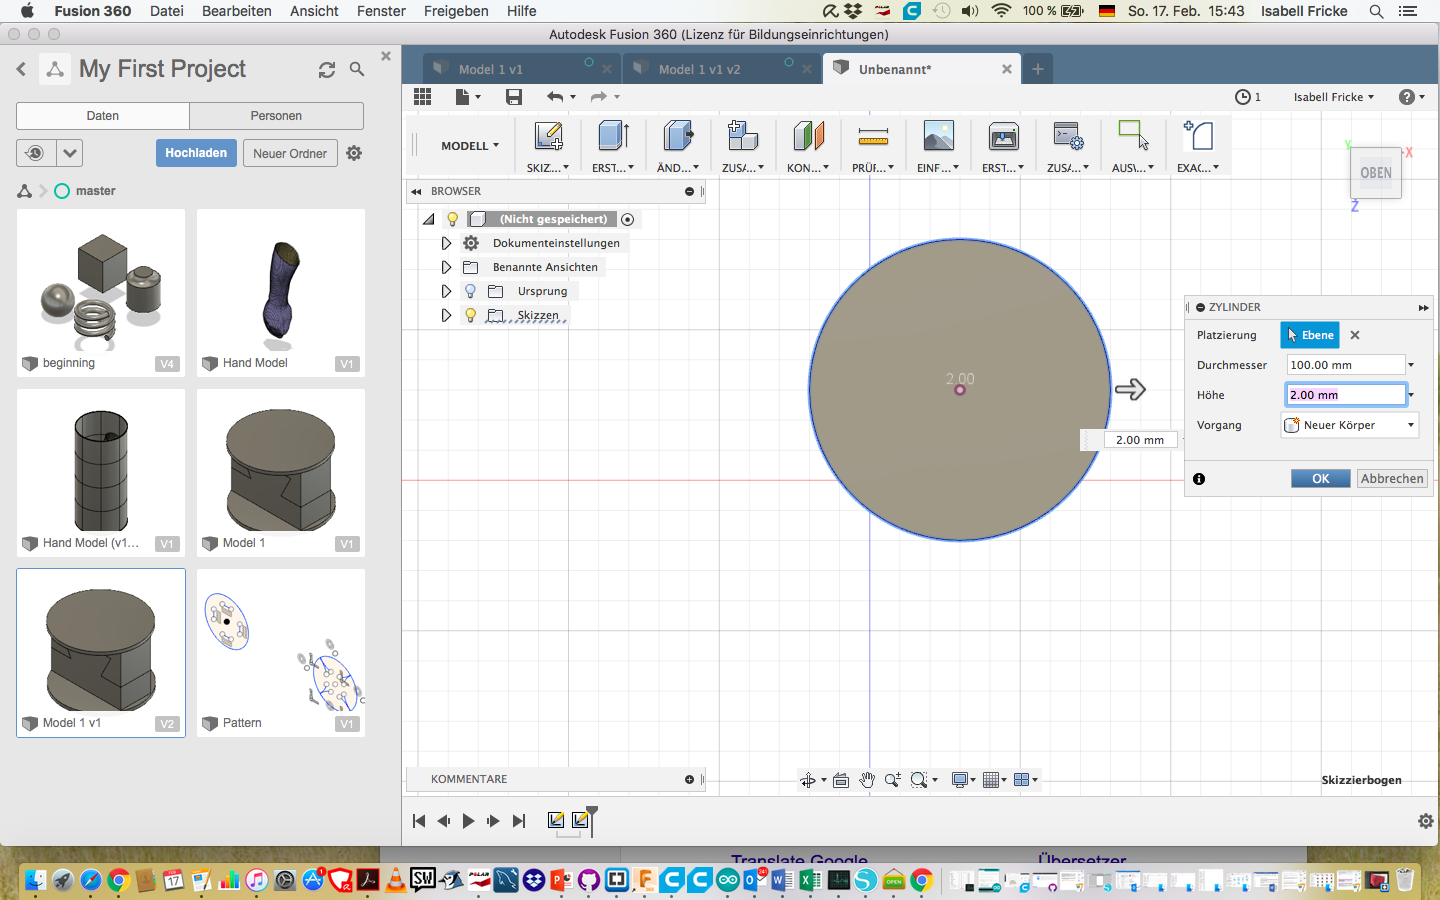 Fusion 360 Datei Bearbeiten Ansicht Fenster Freigeben Hilfe 100 % So. 17. Feb. 15:43 Isabell Fricke
Autodesk Fusion 360 (Lizenz für Bildungseinrichtungen)
My First Project
Daten Personen
Hochladen Neuer Ordner
master
beginning V4
Hand Model V1
Hand Model (v1... V1
Model 1 V1
Model 1 v1 V2
Pattern V1
Model 1 v1 Model 1 v1 v2 Unbenannt*
1 Isabell Fricke
MODELL SKIZ... ERST... ÄND... ZUSA... KON... PRÜF... EINF... ERST... ZUSA... AUSW... EXAC...
BROWSER
(Nicht gespeichert)
Dokumenteinstellungen
Benannte Ansichten
Ursprung
Skizzen
Y X
OBEN
Z
2.00
2.00 mm
ZYLINDER
Platzierung Ebene
Durchmesser 100.00 mm
Höhe 2.00 mm
Vorgang Neuer Körper
OK Abbrechen
KOMMENTARE
Skizzierbogen
Translate Google Übersetzer